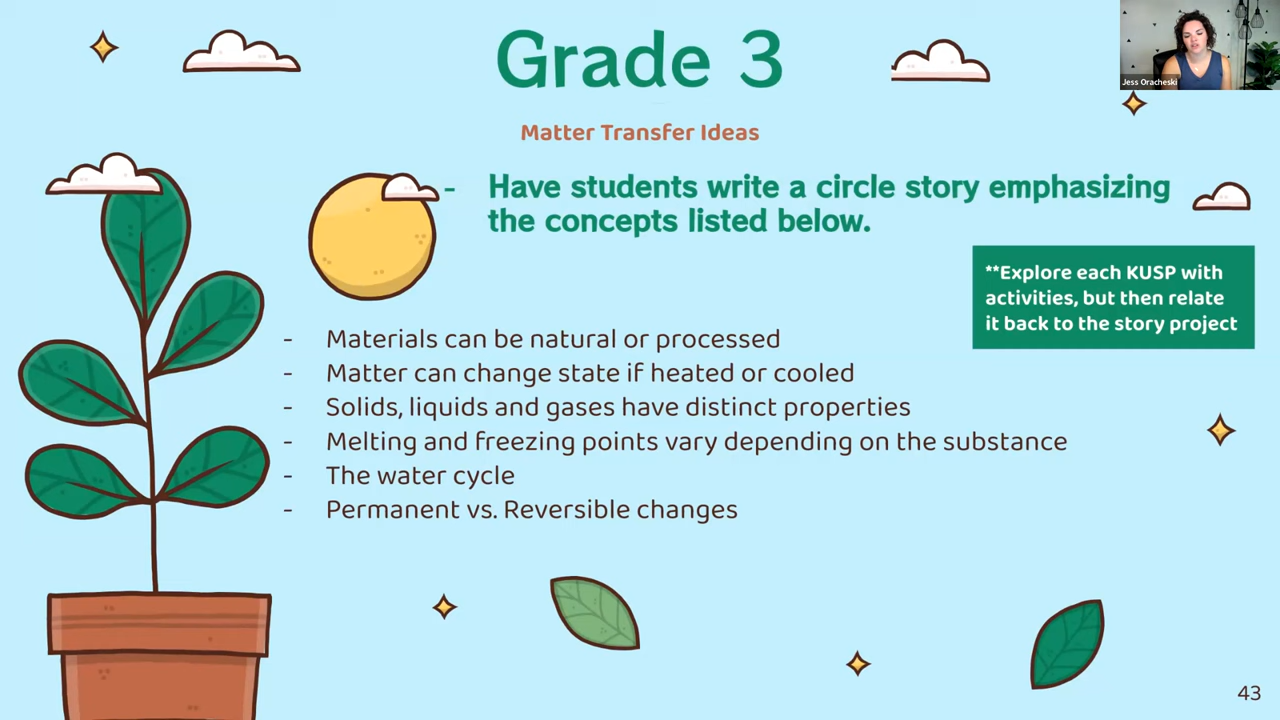 Grade 3
Jess Oracheski
Matter Transfer Ideas
- Have students write a circle story emphasizing
the concepts listed below.
**Explore each KUSP with
activities, but then relate
it back to the story project
- Materials can be natural or processed
- Matter can change state if heated or cooled
- Solids, liquids and gases have distinct properties
- Melting and freezing points vary depending on the substance
- The water cycle
- Permanent vs. Reversible changes
43